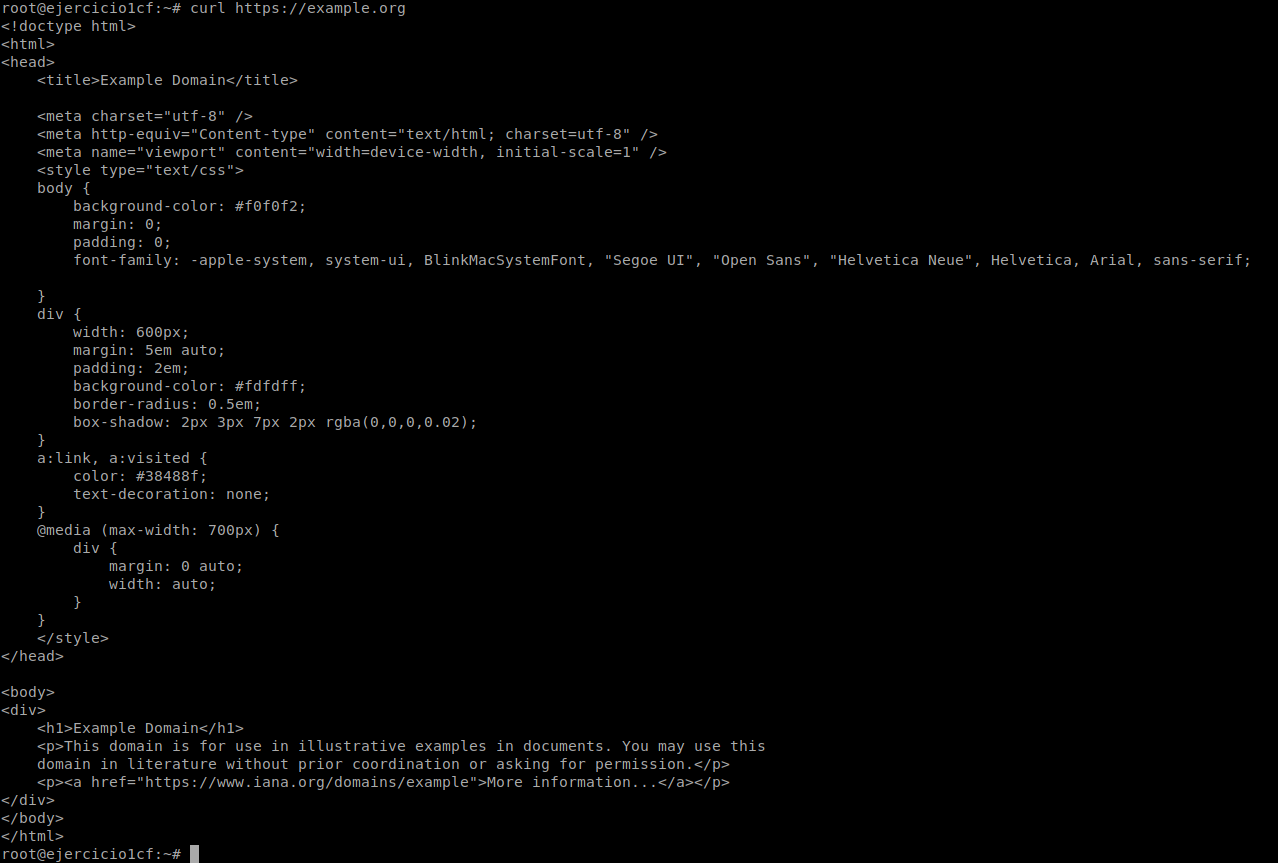 root@ejercicio1cf:~# curl https://example.org
<!doctype html>
<html>
<head>
    <title>Example Domain</title>

    <meta charset="utf-8" />
    <meta http-equiv="Content-type" content="text/html; charset=utf-8" />
    <meta name="viewport" content="width=device-width, initial-scale=1" />
    <style type="text/css">
    body {
        background-color: #f0f0f2;
        margin: 0;
        padding: 0;
        font-family: -apple-system, system-ui, BlinkMacSystemFont, "Segoe UI", "Open Sans", "Helvetica Neue", Helvetica, Arial, sans-serif;

    }
    div {
        width: 600px;
        margin: 5em auto;
        padding: 2em;
        background-color: #fdfdff;
        border-radius: 0.5em;
        box-shadow: 2px 3px 7px 2px rgba(0,0,0,0.02);
    }
    a:link, a:visited {
        color: #38488f;
        text-decoration: none;
    }
    @media (max-width: 700px) {
        div {
            margin: 0 auto;
            width: auto;
        }
    }
    </style>
</head>

<body>
<div>
    <h1>Example Domain</h1>
    <p>This domain is for use in illustrative examples in documents. You may use this
    domain in literature without prior coordination or asking for permission.</p>
    <p><a href="https://www.iana.org/domains/example">More information...</a></p>
</div>
</body>
</html>
root@ejercicio1cf:~#